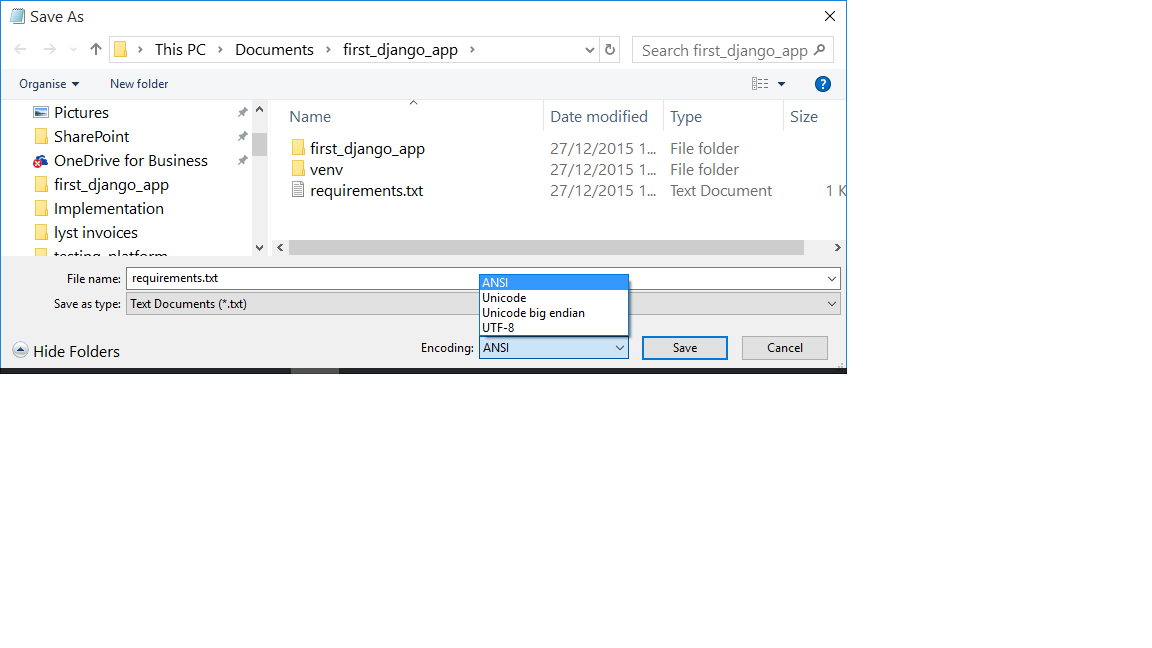 Save As
This PC > Documents > first_django_app >
Search first_django_app
Organise New folder
?
Pictures
SharePoint
OneDrive for Business
first_django_app
Implementation
lyst invoices
testing_platform
Name Date modified Type Size
first_django_app 27/12/2015 1... File folder
venv 27/12/2015 1... File folder
requirements.txt 27/12/2015 1... Text Document 1 K
File name: requirements.txt
Save as type: Text Documents (*.txt)
ANSI
Unicode
Unicode big endian
UTF-8
Hide Folders
Encoding: ANSI
Save
Cancel